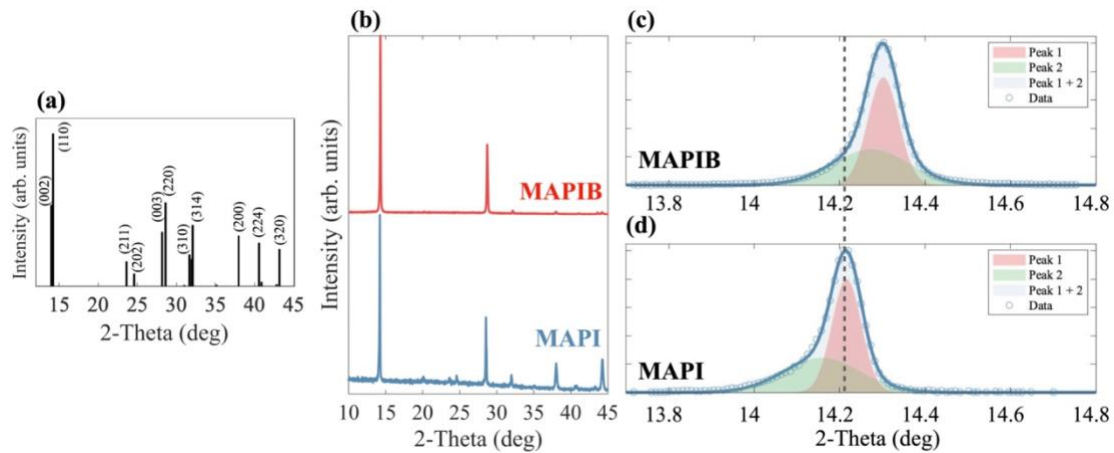 (a)
Intensity (arb. units)
(002)
(110)
(211)
(202)
(003)
(220)
(310)
(314)
(200)
(224)
(320)
15 20 25 30 35 40 45
2-Theta (deg)
(b)
Intensity (arb. units)
MAPIB
MAPI
10 15 20 25 30 35 40 45
2-Theta (deg)
(c)
MAPIB
Peak 1
Peak 2
Peak 1 + 2
Data
13.8 14 14.2 14.4 14.6 14.8
(d)
MAPI
Peak 1
Peak 2
Peak 1 + 2
Data
13.8 14 14.2 14.4 14.6 14.8
2-Theta (deg)